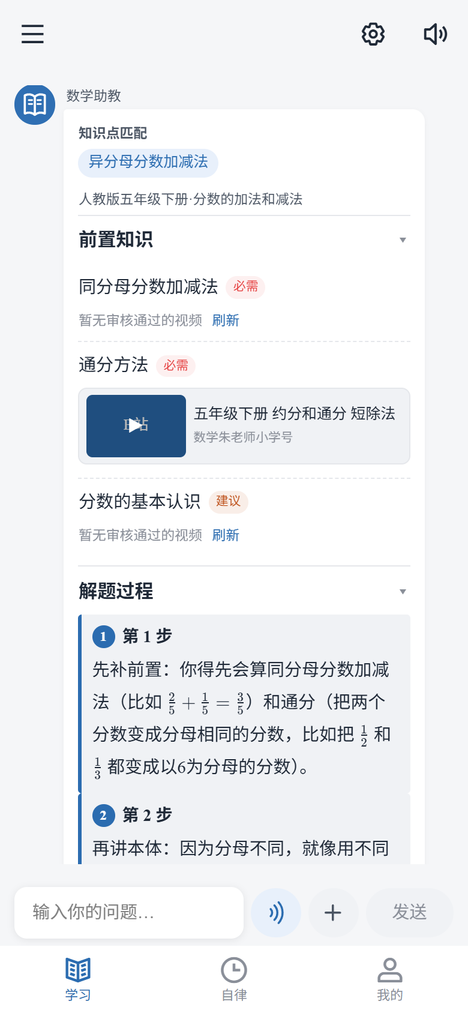 数学助教
知识点匹配
异分母分数加减法
人教版五年级下册·分数的加法和减法
前置知识
同分母分数加减法 必需
暂无审核通过的视频 刷新
通分方法 必需
五年级下册 约分和通分 短除法
数学朱老师小学号
分数的基本认识 建议
暂无审核通过的视频 刷新
解题过程
1 第 1 步
先补前置：你得先会算同分母分数加减
法（比如 2/5 + 1/5 = 3/5）和通分（把两个
分数变成分母相同的分数，比如把 1/2 和
1/3 都变成以6为分母的分数）。
2 第 2 步
再讲本体：因为分母不同，就像用不同
输入你的问题…
发送
学习
自律
我的